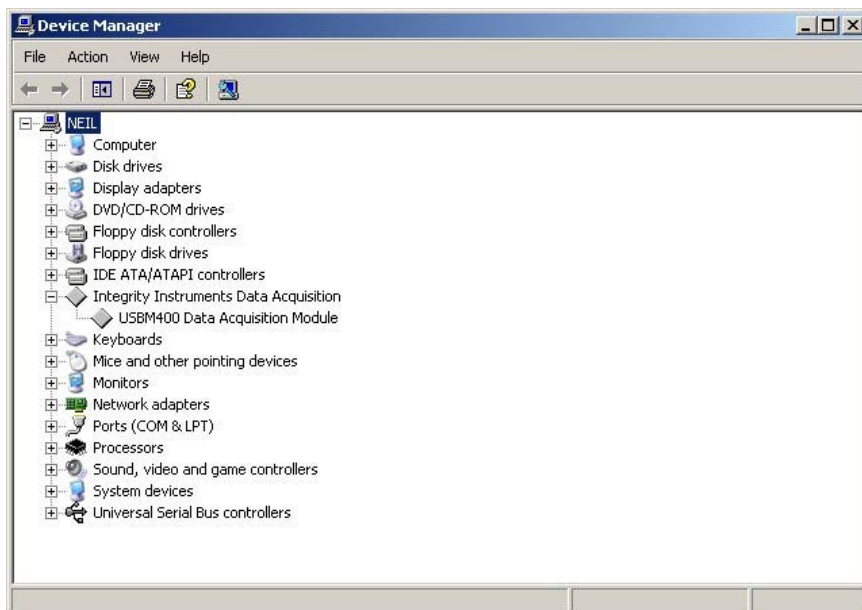 Device Manager
File Action View Help
NEIL
Computer
Disk drives
Display adapters
DVD/CD-ROM drives
Floppy disk controllers
Floppy disk drives
IDE ATA/ATAPI controllers
Integrity Instruments Data Acquisition
USBM400 Data Acquisition Module
Keyboards
Mice and other pointing devices
Monitors
Network adapters
Ports (COM & LPT)
Processors
Sound, video and game controllers
System devices
Universal Serial Bus controllers